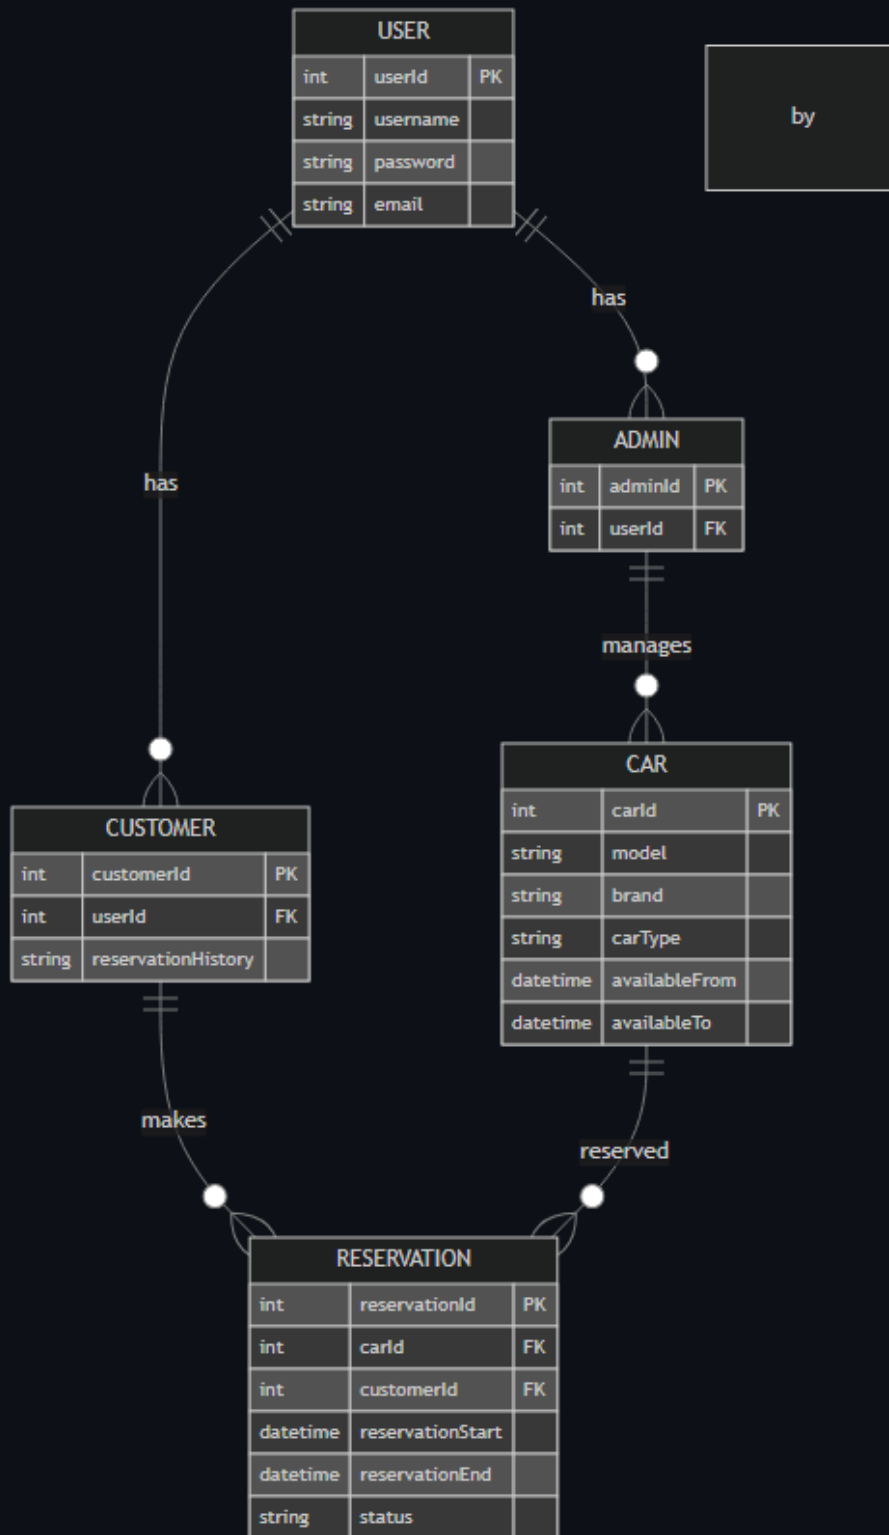 USER
int userId PK
string username
string password
string email
by
has
has
ADMIN
int adminId PK
int userId FK
manages
CAR
int carId PK
string model
string brand
string carType
datetime availableFrom
datetime availableTo
CUSTOMER
int customerId PK
int userId FK
string reservationHistory
makes
reserved
RESERVATION
int reservationId PK
int carId FK
int customerId FK
datetime reservationStart
datetime reservationEnd
string status